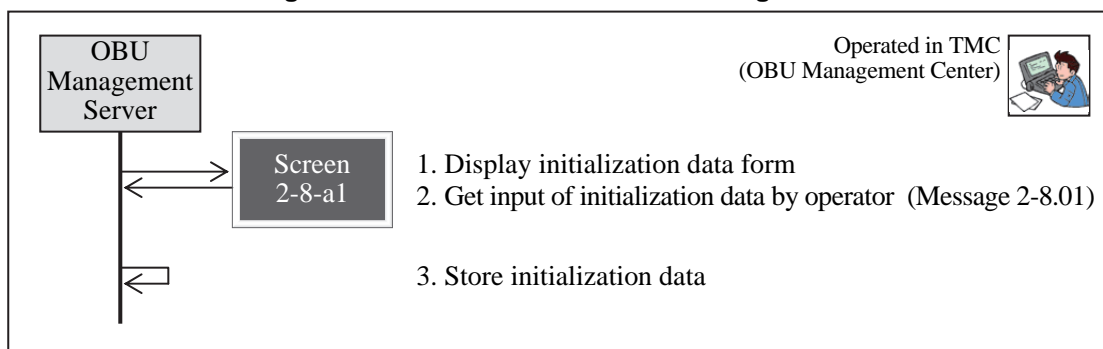 OBU
Management
Server
Operated in TMC
(OBU Management Center)
Screen
2-8-a1
1. Display initialization data form
2. Get input of initialization data by operator (Message 2-8.01)
3. Store initialization data